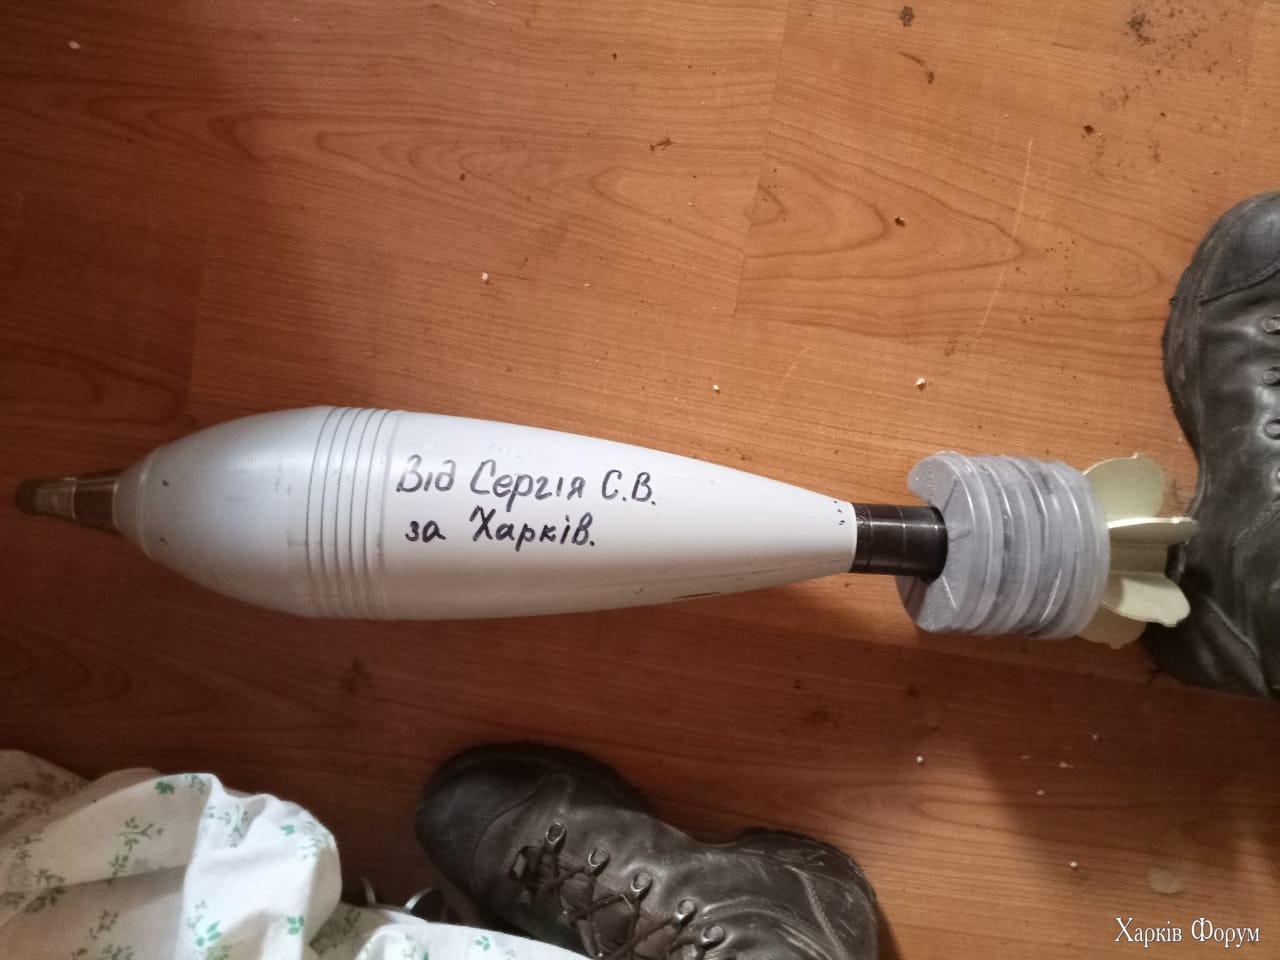 Від Сергія С.В.
за Харків.
Харків Форум